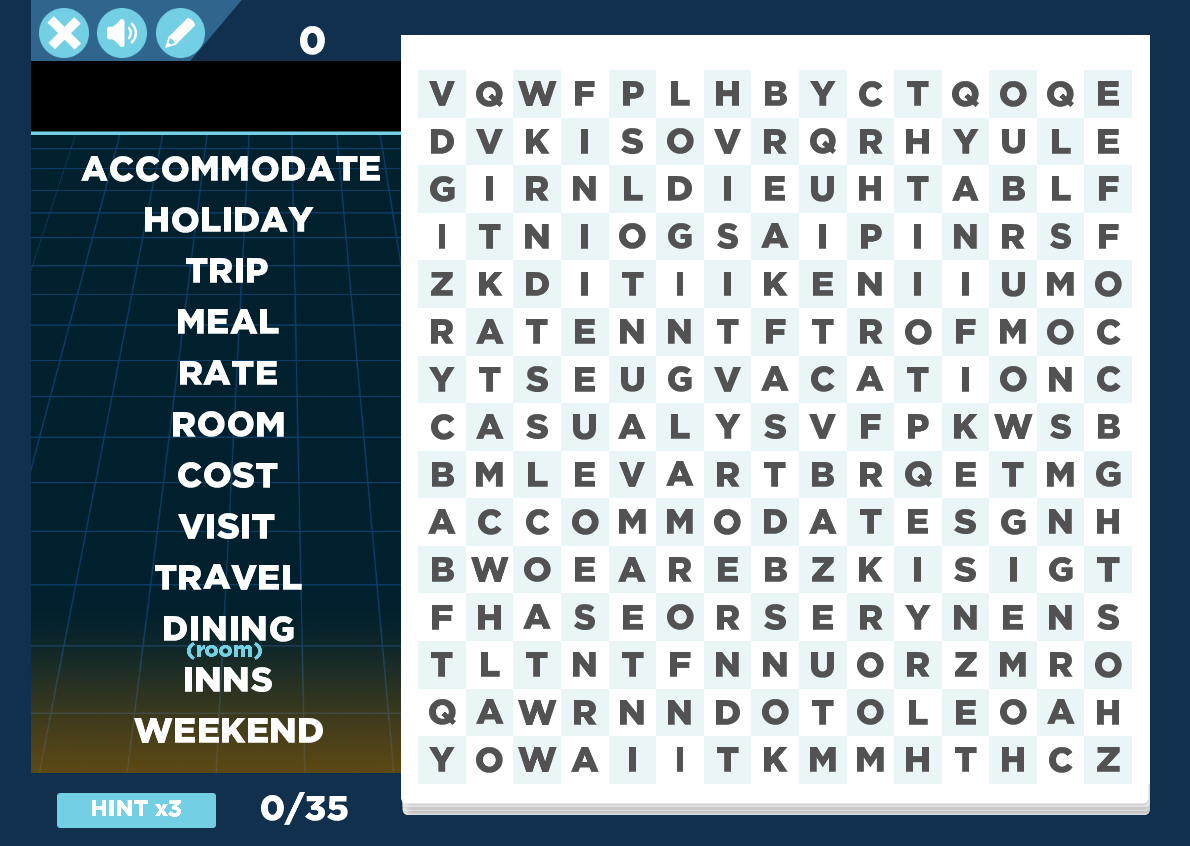 0
ACCOMMODATE
HOLIDAY
TRIP
MEAL
RATE
ROOM
COST
VISIT
TRAVEL
DINING
(room)
INNS
WEEKEND
HINT x3
0/35
V Q W F P L H B Y C T Q O Q E
D V K I S O V R Q R H Y U L E
G I R N L D I E U H T A B L F
I T N I O G S A I P I N R S F
Z K D I T I I K E N I I U M O
R A T E N N T F T R O F M O C
Y T S E U G V A C A T I O N C
C A S U A L Y S V F P K W S B
B M L E V A R T B R Q E T M G
A C C O M M O D A T E S G N H
B W O E A R E B Z K I S I G T
F H A S E O R S E R Y N E N S
T L T N T F N N U O R Z M R O
Q A W R N N D O T O L E O A H
Y O W A I I T K M M H T H C Z